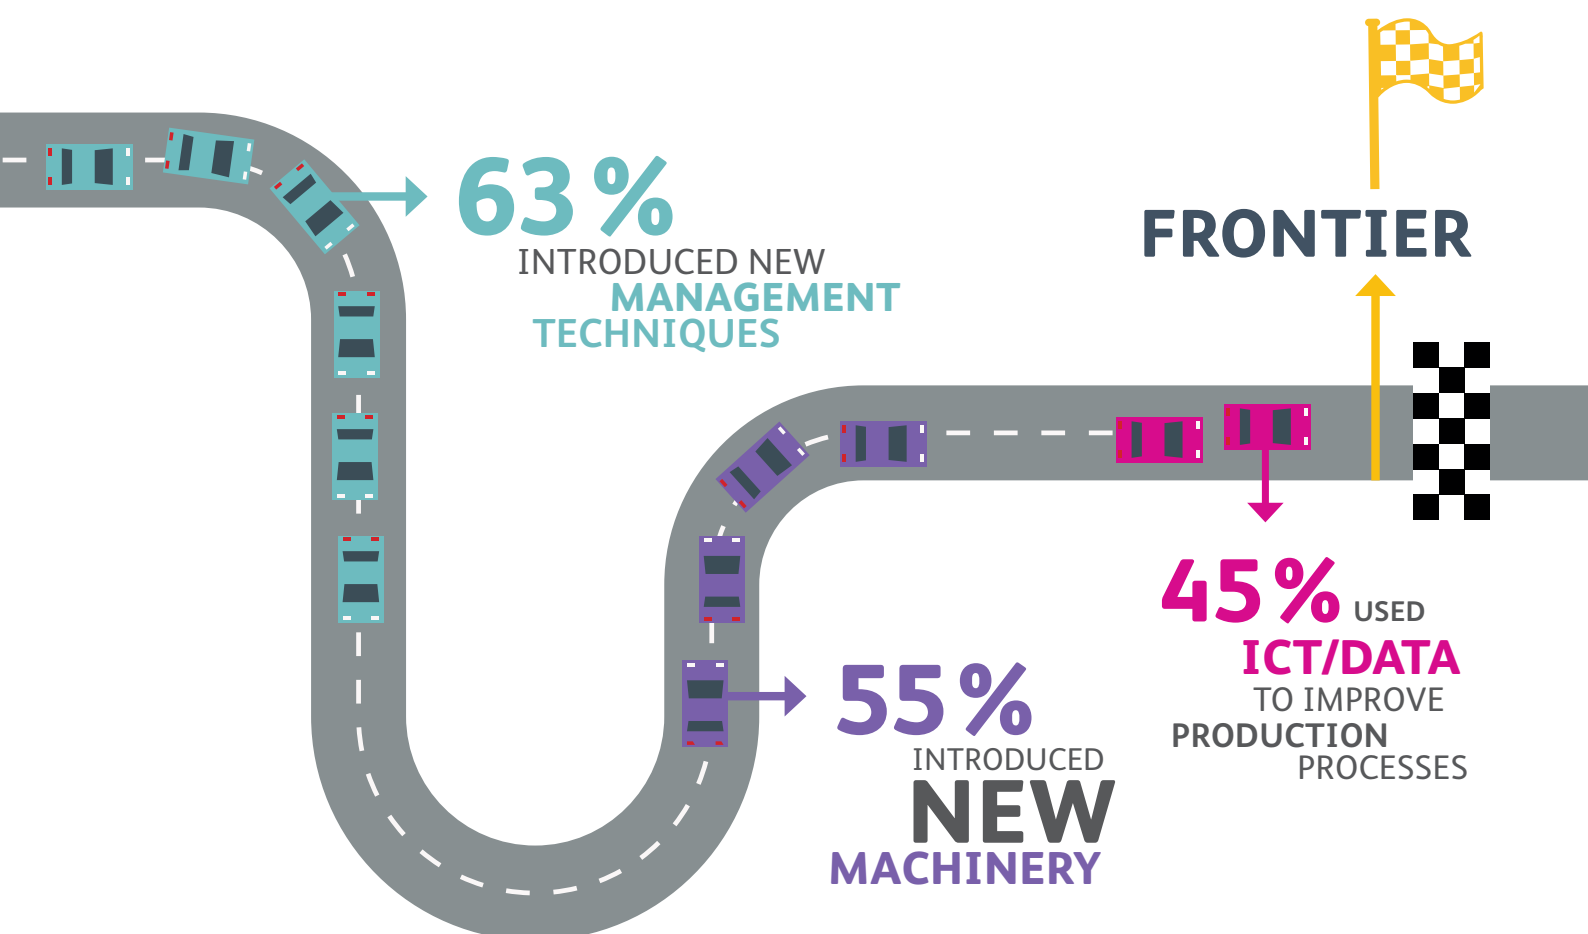 63%
INTRODUCED NEW
MANAGEMENT
TECHNIQUES
FRONTIER
45% USED
ICT/DATA
TO IMPROVE
PRODUCTION
PROCESSES
55%
INTRODUCED
NEW
MACHINERY